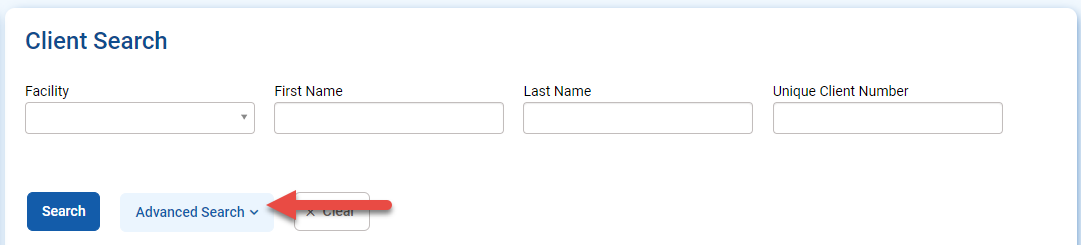 Client Search
Facility First Name Last Name Unique Client Number
Search Advanced Search × Clear